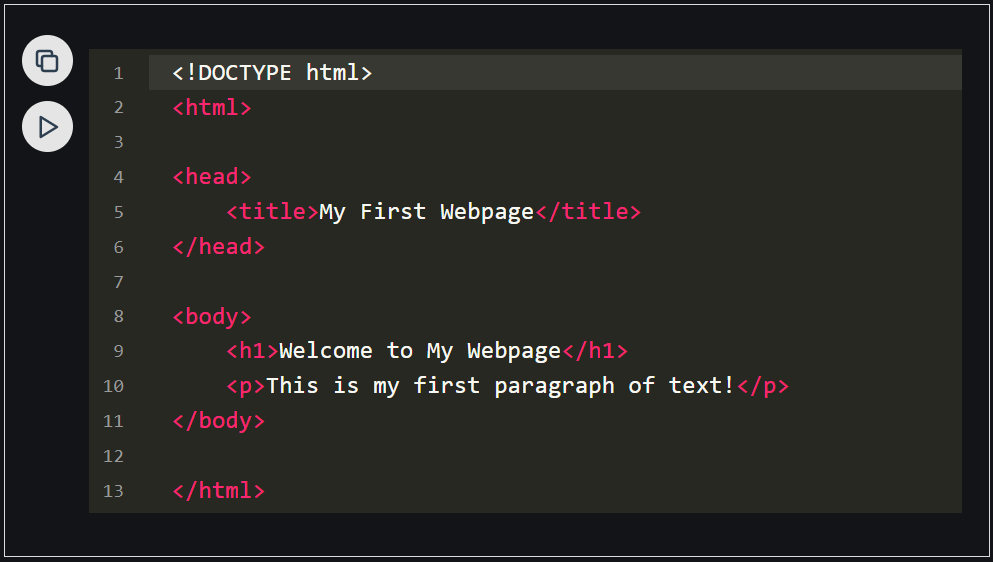 1 <!DOCTYPE html>
2 <html>
3
4 <head>
5     <title>My First Webpage</title>
6 </head>
7
8 <body>
9     <h1>Welcome to My Webpage</h1>
10     <p>This is my first paragraph of text!</p>
11 </body>
12
13 </html>